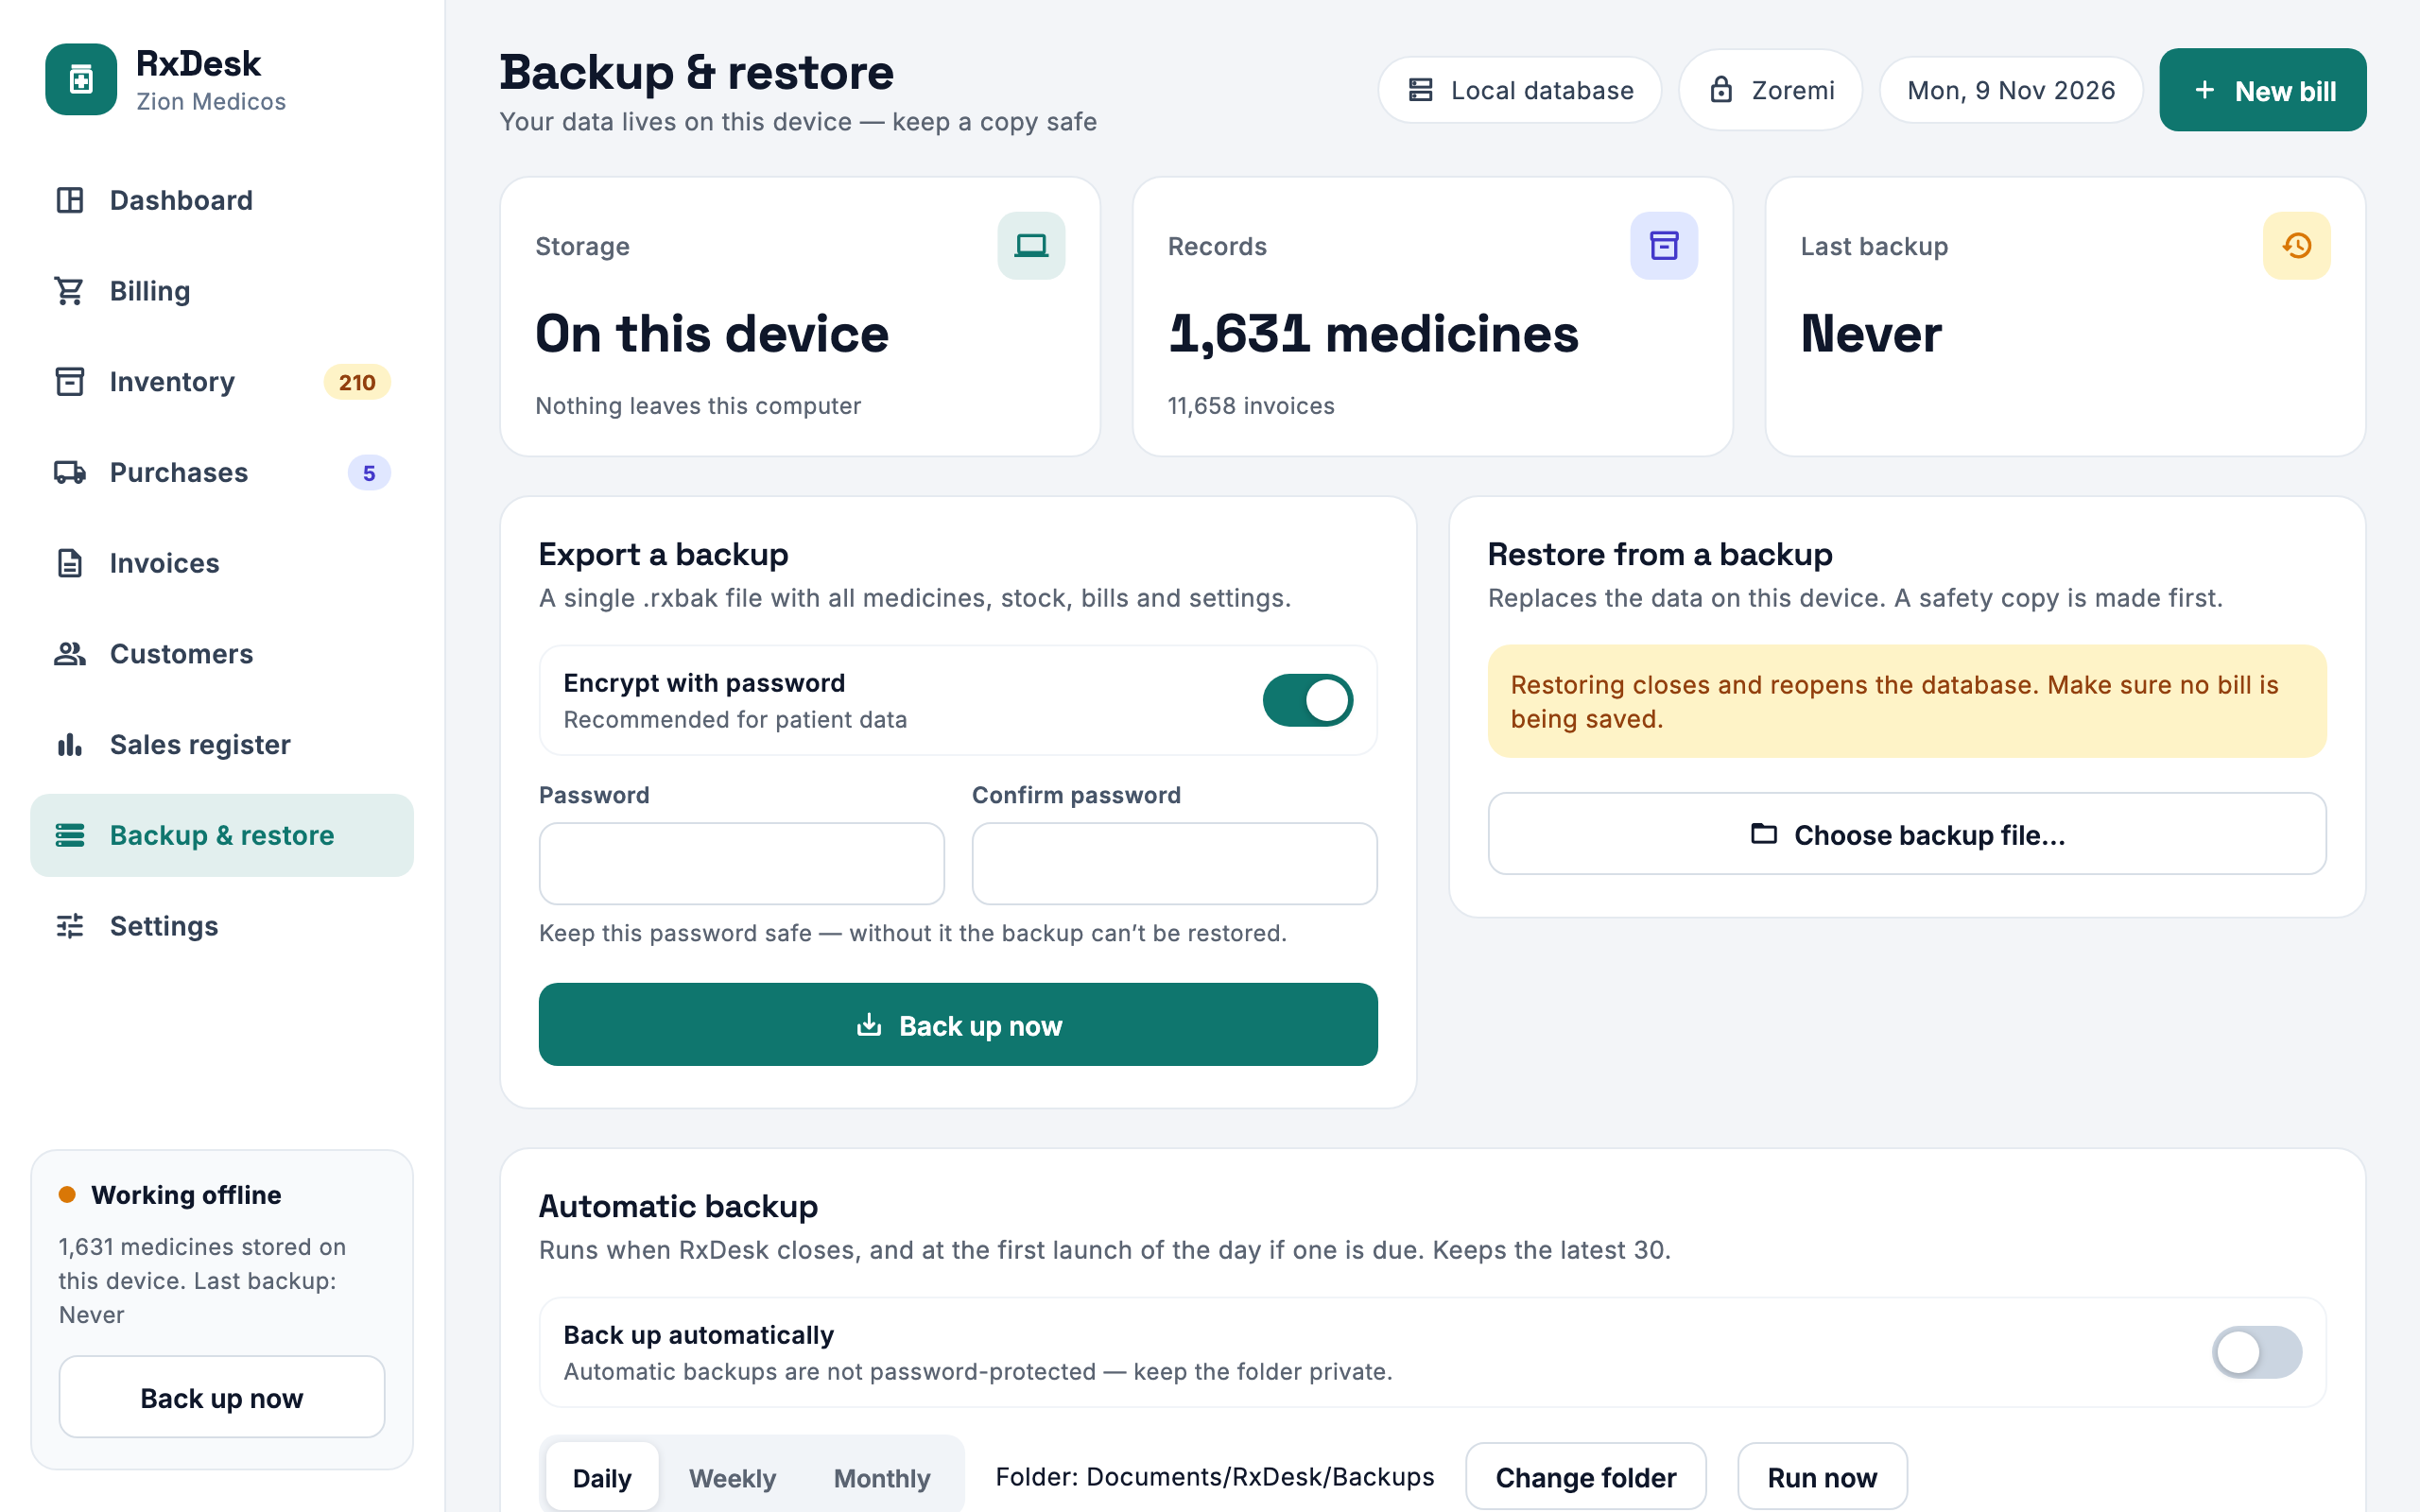 RxDesk
Zion Medicos
Dashboard
Billing
Inventory 210
Purchases 5
Invoices
Customers
Sales register
Backup & restore
Settings
Working offline
1,631 medicines stored on
this device. Last backup:
Never
Back up now
Backup & restore
Your data lives on this device — keep a copy safe
Local database
Zoremi
Mon, 9 Nov 2026
New bill
Storage
On this device
Nothing leaves this computer
Records
1,631 medicines
11,658 invoices
Last backup
Never
Export a backup
A single .rxbak file with all medicines, stock, bills and settings.
Encrypt with password
Recommended for patient data
Password
Confirm password
Keep this password safe — without it the backup can’t be restored.
Back up now
Restore from a backup
Replaces the data on this device. A safety copy is made first.
Restoring closes and reopens the database. Make sure no bill is
being saved.
Choose backup file...
Automatic backup
Runs when RxDesk closes, and at the first launch of the day if one is due. Keeps the latest 30.
Back up automatically
Automatic backups are not password-protected — keep the folder private.
Daily Weekly Monthly Folder: Documents/RxDesk/Backups Change folder Run now